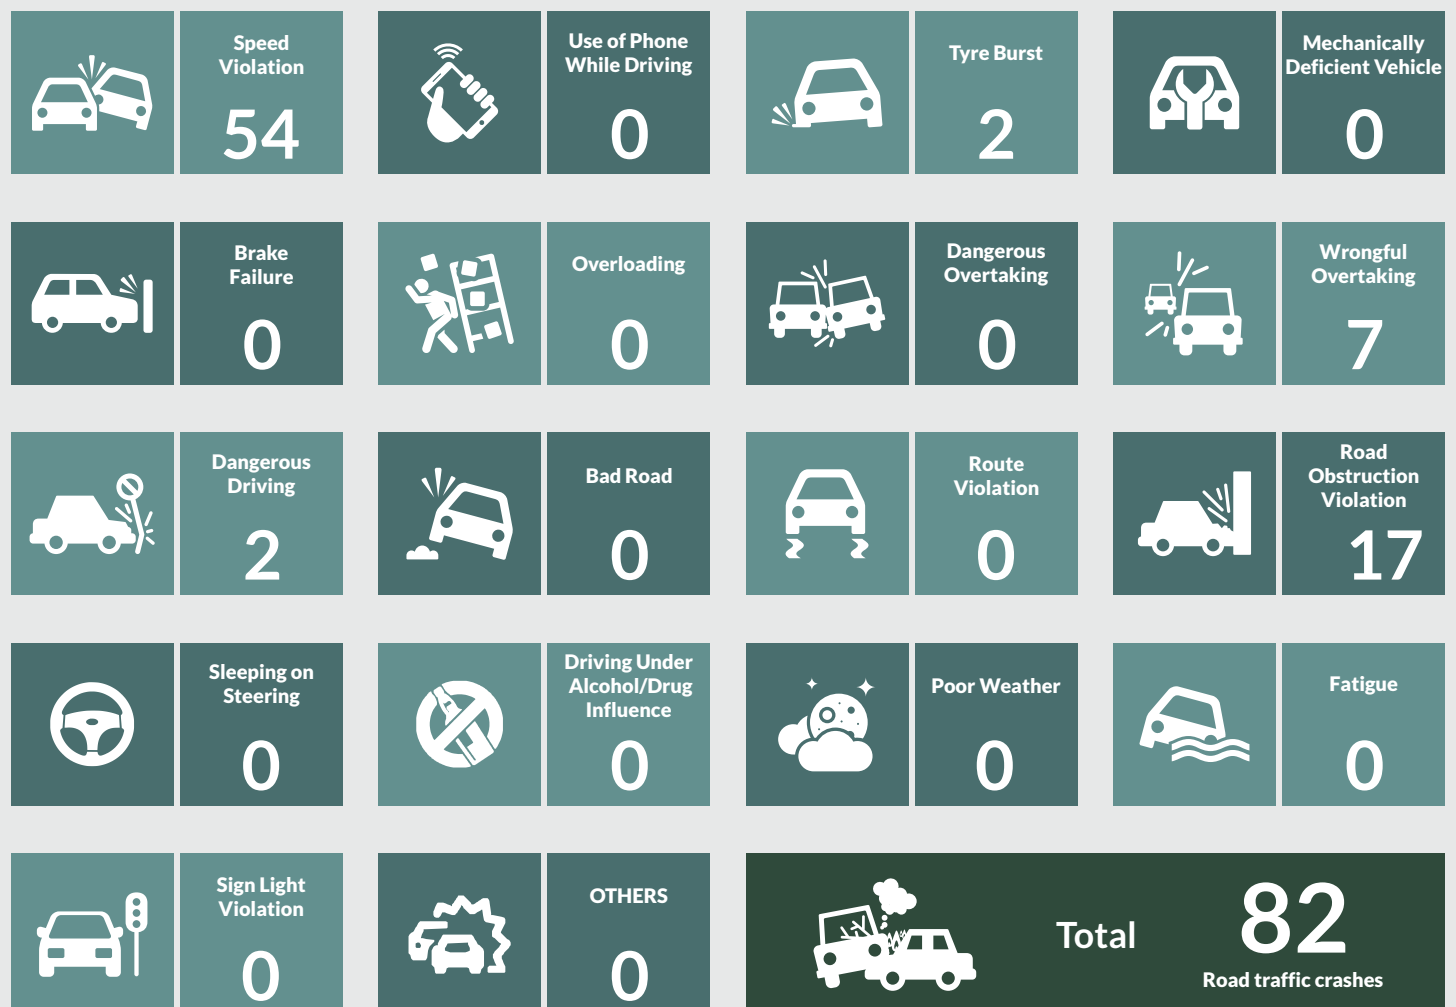 Speed
Violation
54
Use of Phone
While Driving
0
Tyre Burst
2
Mechanically
Deficient Vehicle
0
Brake
Failure
0
Overloading
0
Dangerous
Overtaking
0
Wrongful
Overtaking
7
Dangerous
Driving
2
Bad Road
0
Route
Violation
0
Road
Obstruction
Violation
17
Sleeping on
Steering
0
Driving Under
Alcohol/Drug
Influence
0
Poor Weather
0
Fatigue
0
Sign Light
Violation
0
OTHERS
0
Total
82
Road traffic crashes